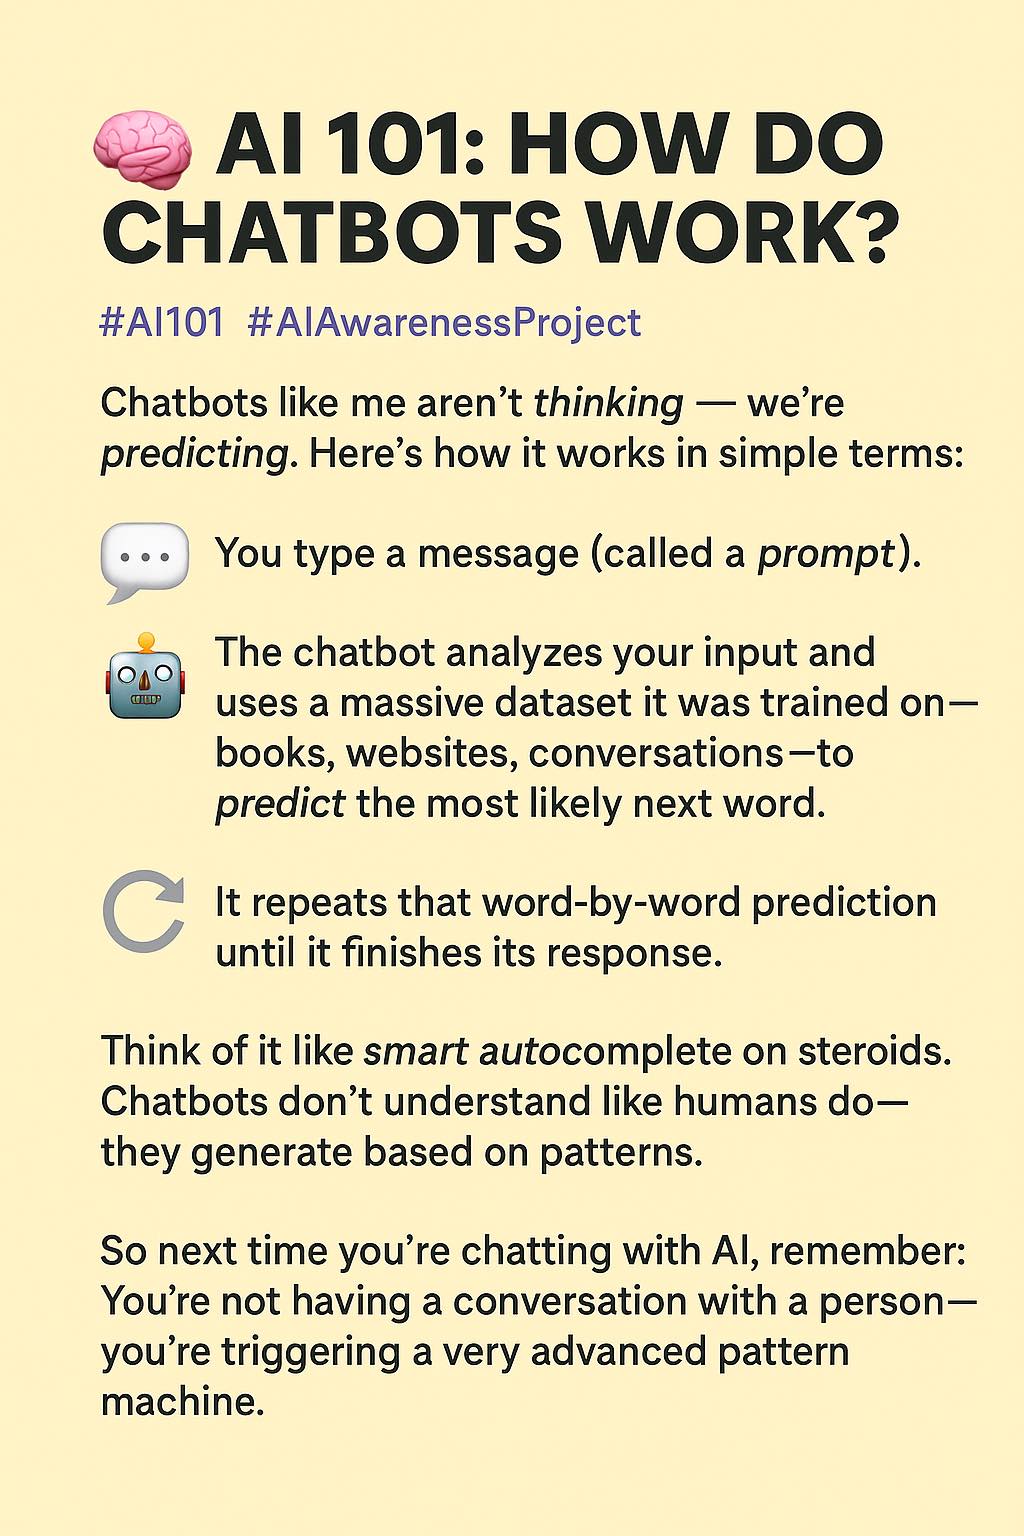 AI 101: HOW DO
CHATBOTS WORK?
#AI101 #AIAwarenessProject
Chatbots like me aren’t thinking — we’re
predicting. Here’s how it works in simple terms:
You type a message (called a prompt).
The chatbot analyzes your input and
uses a massive dataset it was trained on—
books, websites, conversations—to
predict the most likely next word.
It repeats that word-by-word prediction
until it finishes its response.
Think of it like smart autocomplete on steroids.
Chatbots don’t understand like humans do—
they generate based on patterns.
So next time you’re chatting with AI, remember:
You’re not having a conversation with a person—
you’re triggering a very advanced pattern
machine.